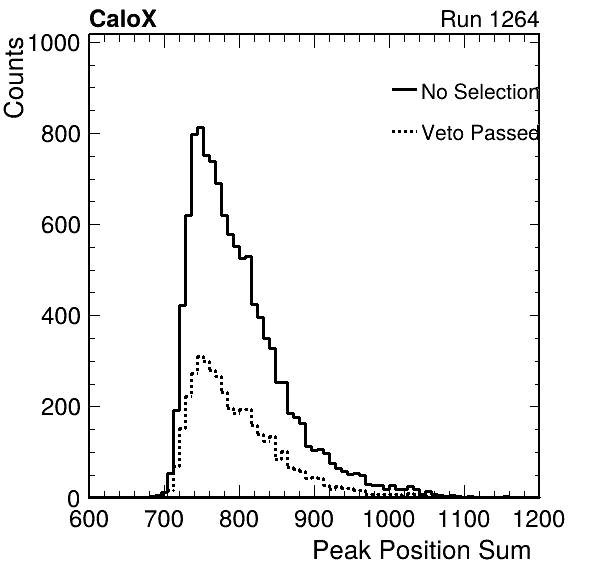 CaloX Run 1264
Counts
1000
800
600
400
200
0
No Selection
Veto Passed
600 700 800 900 1000 1100 1200
Peak Position Sum